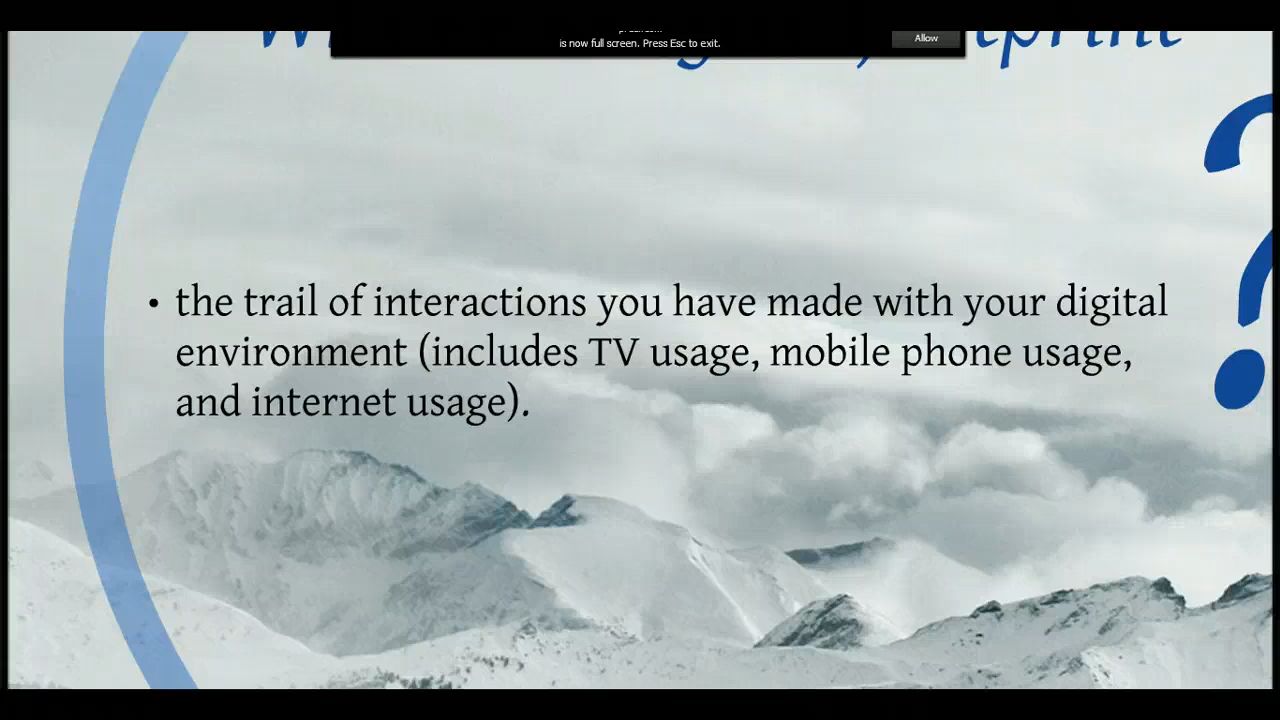 is now full screen. Press Esc to exit.
Allow
?
• the trail of interactions you have made with your digital
environment (includes TV usage, mobile phone usage,
and internet usage).
?